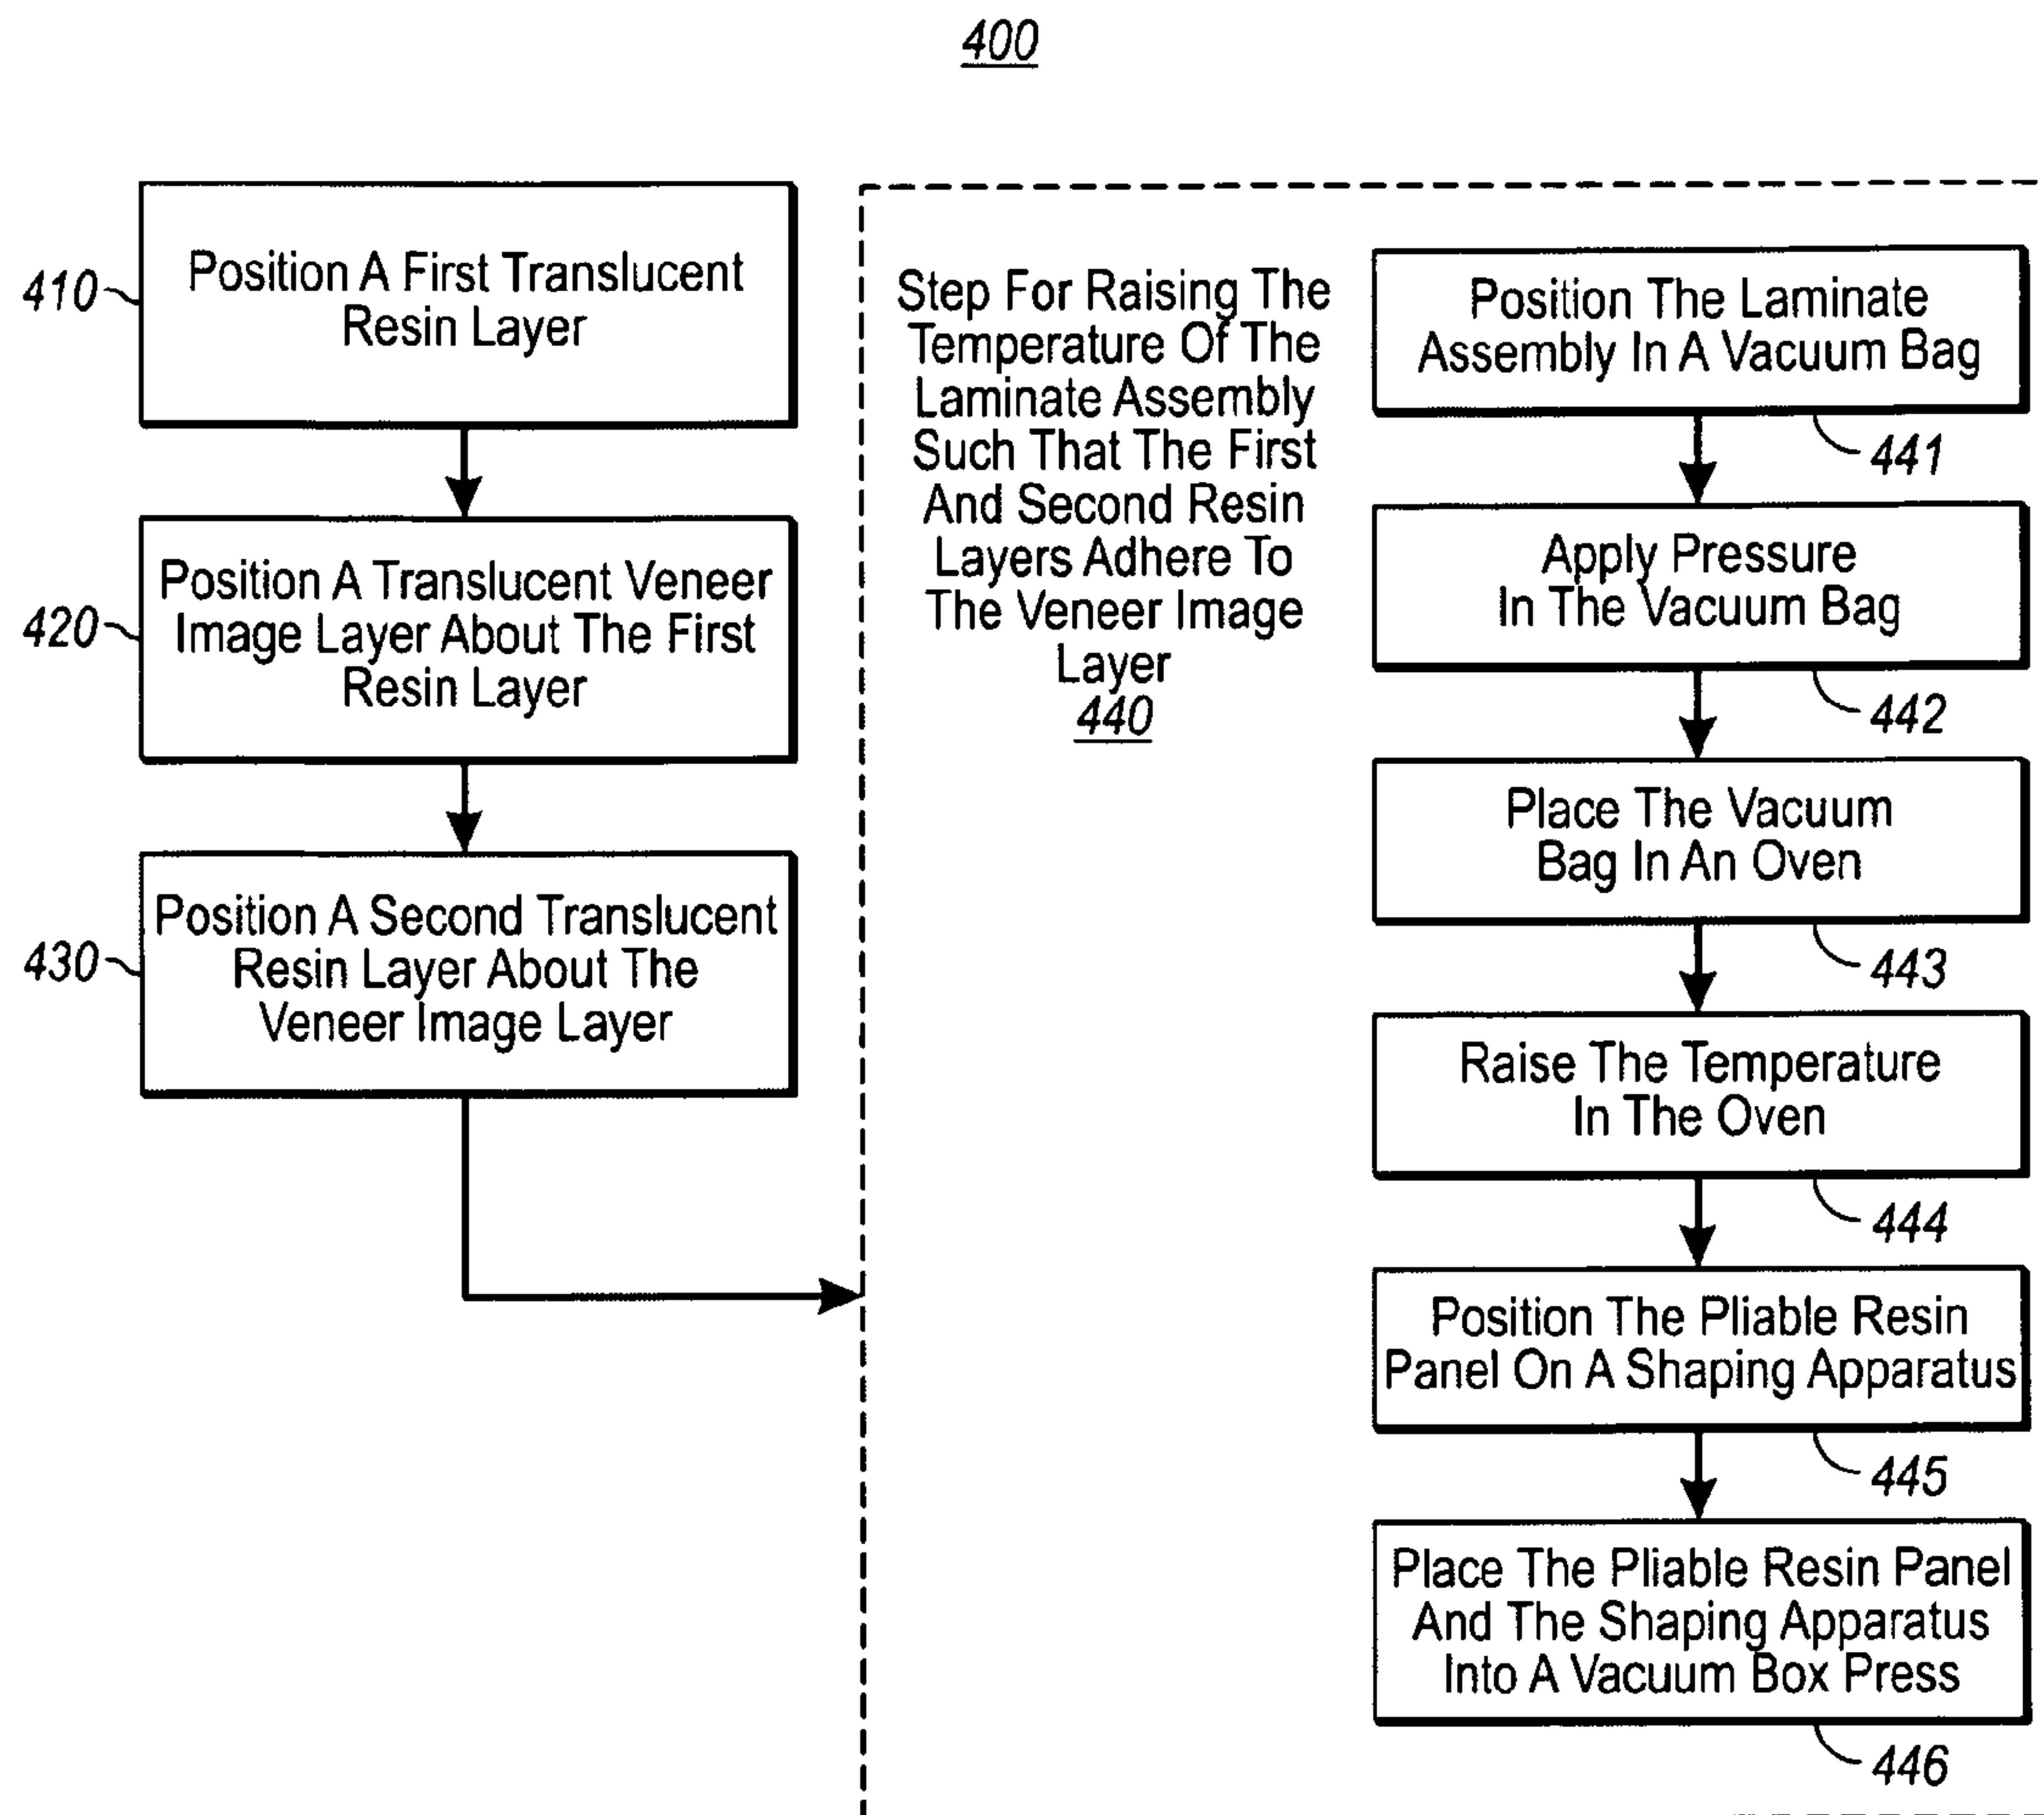 400
410
Position A First Translucent
Resin Layer
420
Position A Translucent Veneer
Image Layer About The First
Resin Layer
430
Position A Second Translucent
Resin Layer About The
Veneer Image Layer
Step For Raising The
Temperature Of The
Laminate Assembly
Such That The First
And Second Resin
Layers Adhere To
The Veneer Image
Layer
440
Position The Laminate
Assembly In A Vacuum Bag
441
Apply Pressure
In The Vacuum Bag
442
Place The Vacuum
Bag In An Oven
443
Raise The Temperature
In The Oven
444
Position The Pliable Resin
Panel On A Shaping Apparatus
445
Place The Pliable Resin Panel
And The Shaping Apparatus
Into A Vacuum Box Press
446